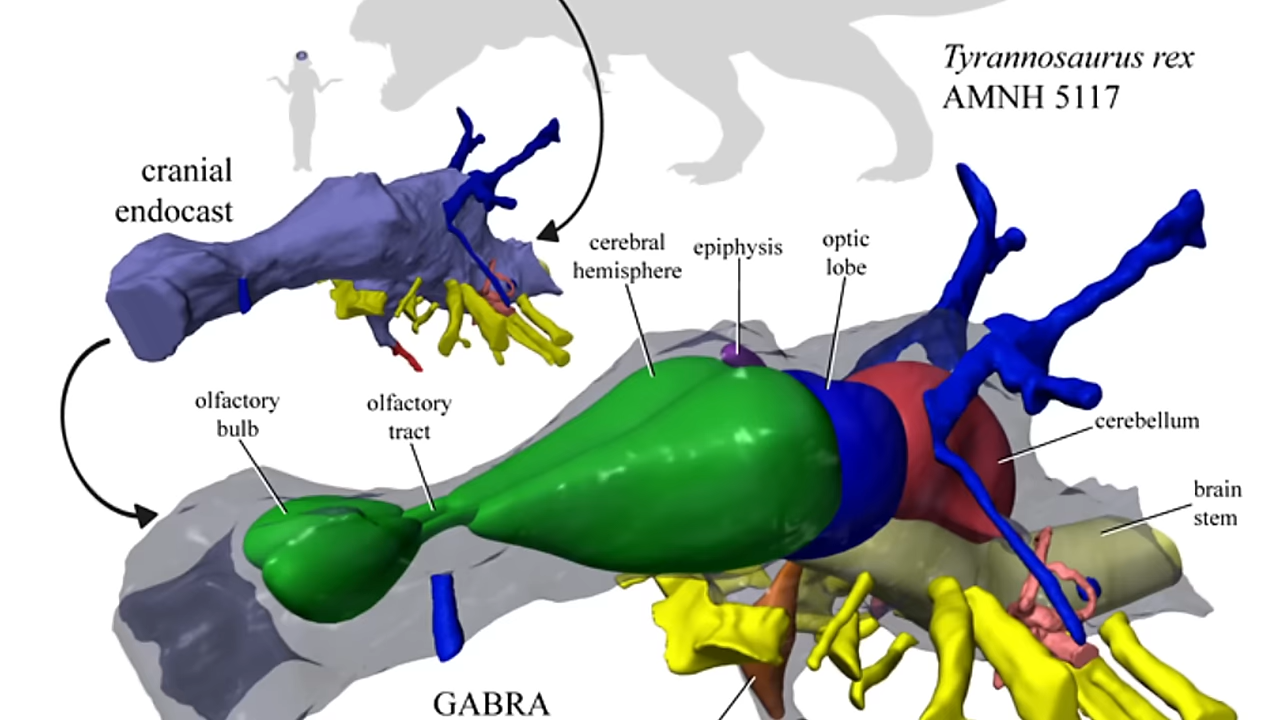 Tyrannosaurus rex
AMNH 5117
cranial
endocast
cerebral
hemisphere
epiphysis
optic
lobe
olfactory
bulb
olfactory
tract
cerebellum
brain
stem
GABRA